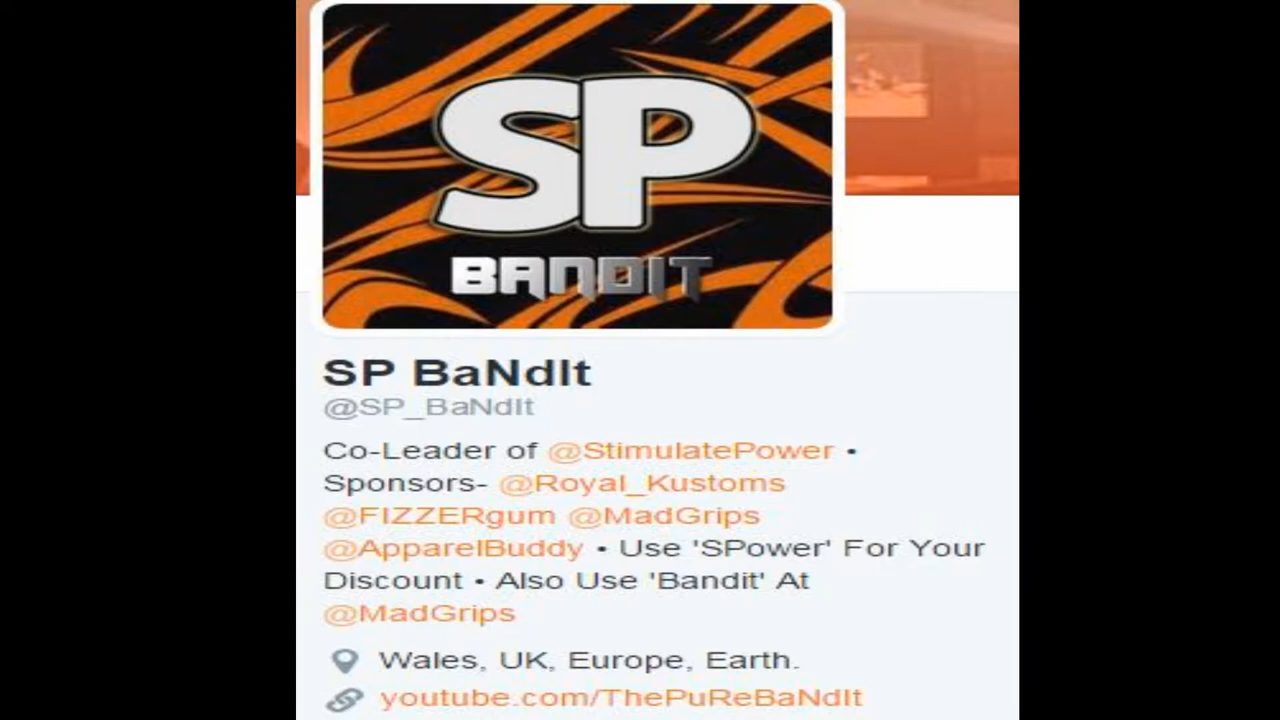 SP
BANDIT
SP BaNdIt
@SP_BaNdIt
Co-Leader of @StimulatePower •
Sponsors- @Royal_Kustoms
@FIZZERgum @MadGrips
@ApparelBuddy • Use 'SPower' For Your
Discount • Also Use 'Bandit' At
@MadGrips
Wales, UK, Europe, Earth.
youtube.com/ThePuReBaNdIt